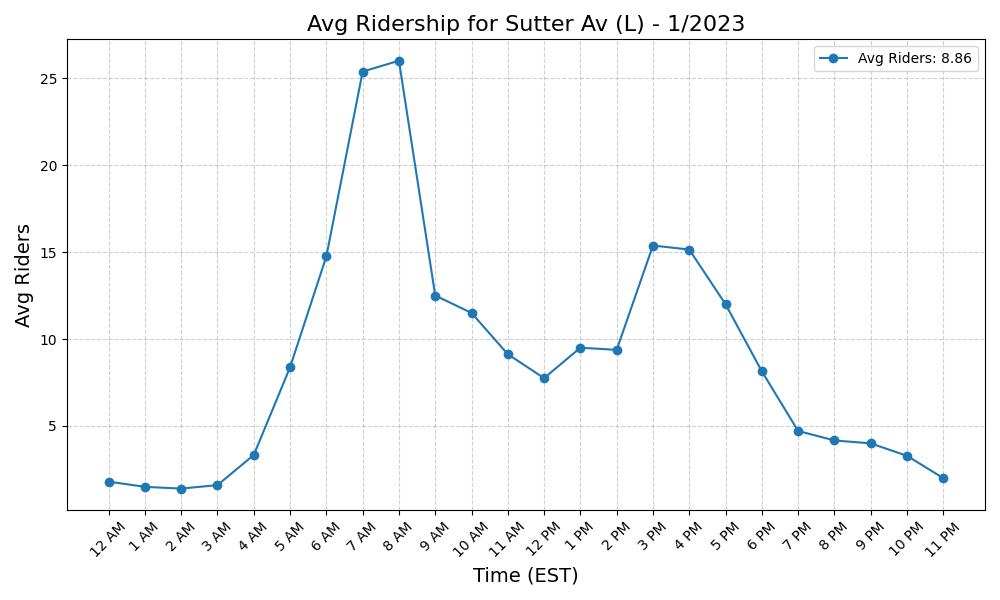 Avg Ridership for Sutter Av (L) - 1/2023
Avg Riders: 8.86
Avg Riders
25
20
15
10
5
12 AM
1 AM
2 AM
3 AM
4 AM
5 AM
6 AM
7 AM
8 AM
9 AM
10 AM
11 AM
12 PM
1 PM
2 PM
3 PM
4 PM
5 PM
6 PM
7 PM
8 PM
9 PM
10 PM
11 PM
Time (EST)